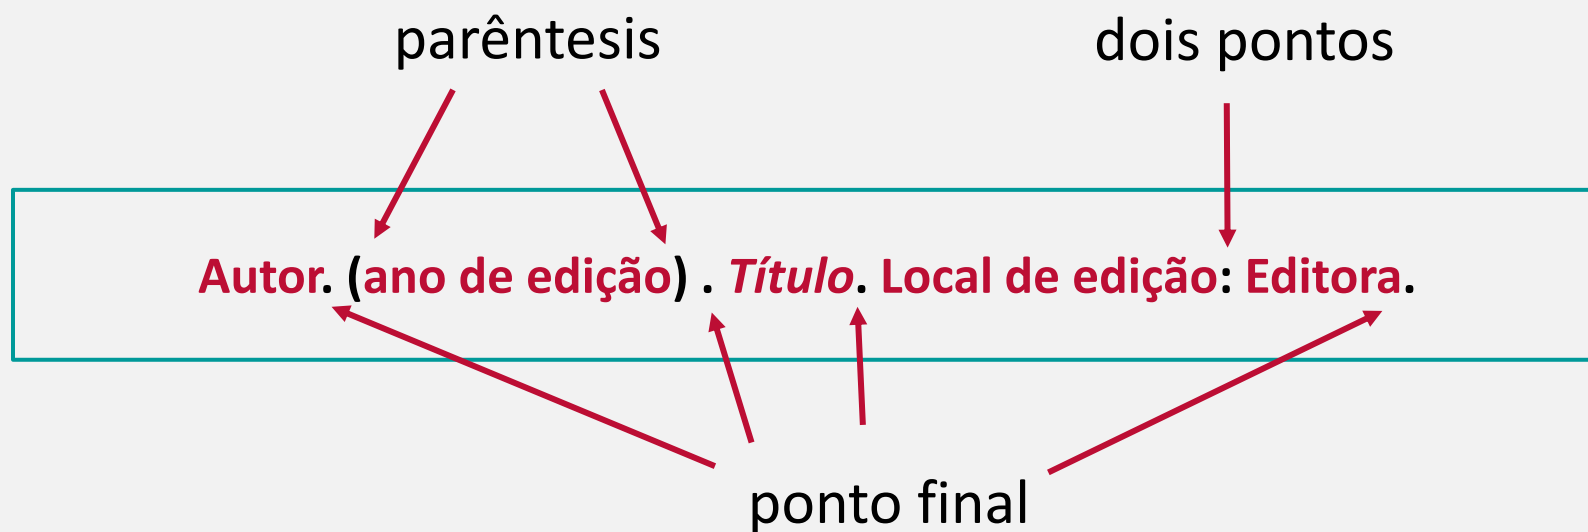 parêntesis
dois pontos
Autor. (ano de edição) . Título. Local de edição: Editora.
ponto final